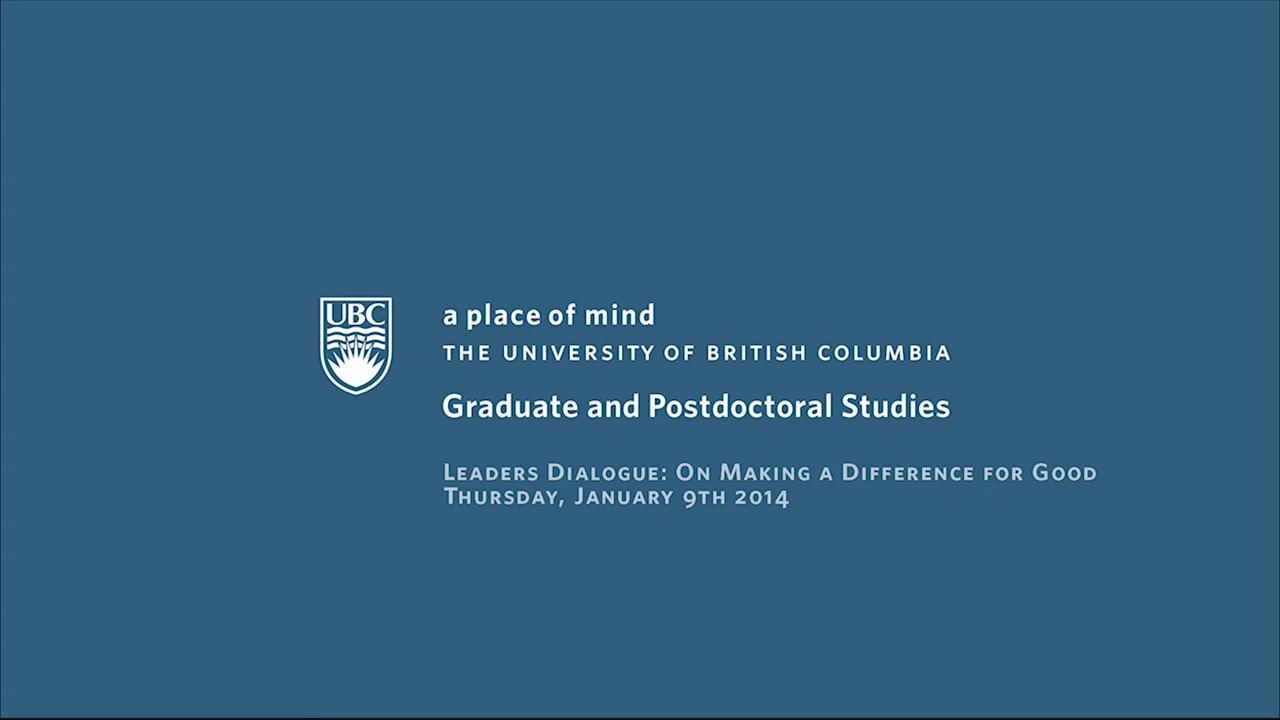 UBC
a place of mind
THE UNIVERSITY OF BRITISH COLUMBIA
Graduate and Postdoctoral Studies
Leaders Dialogue: On Making a Difference for Good
Thursday, January 9th 2014